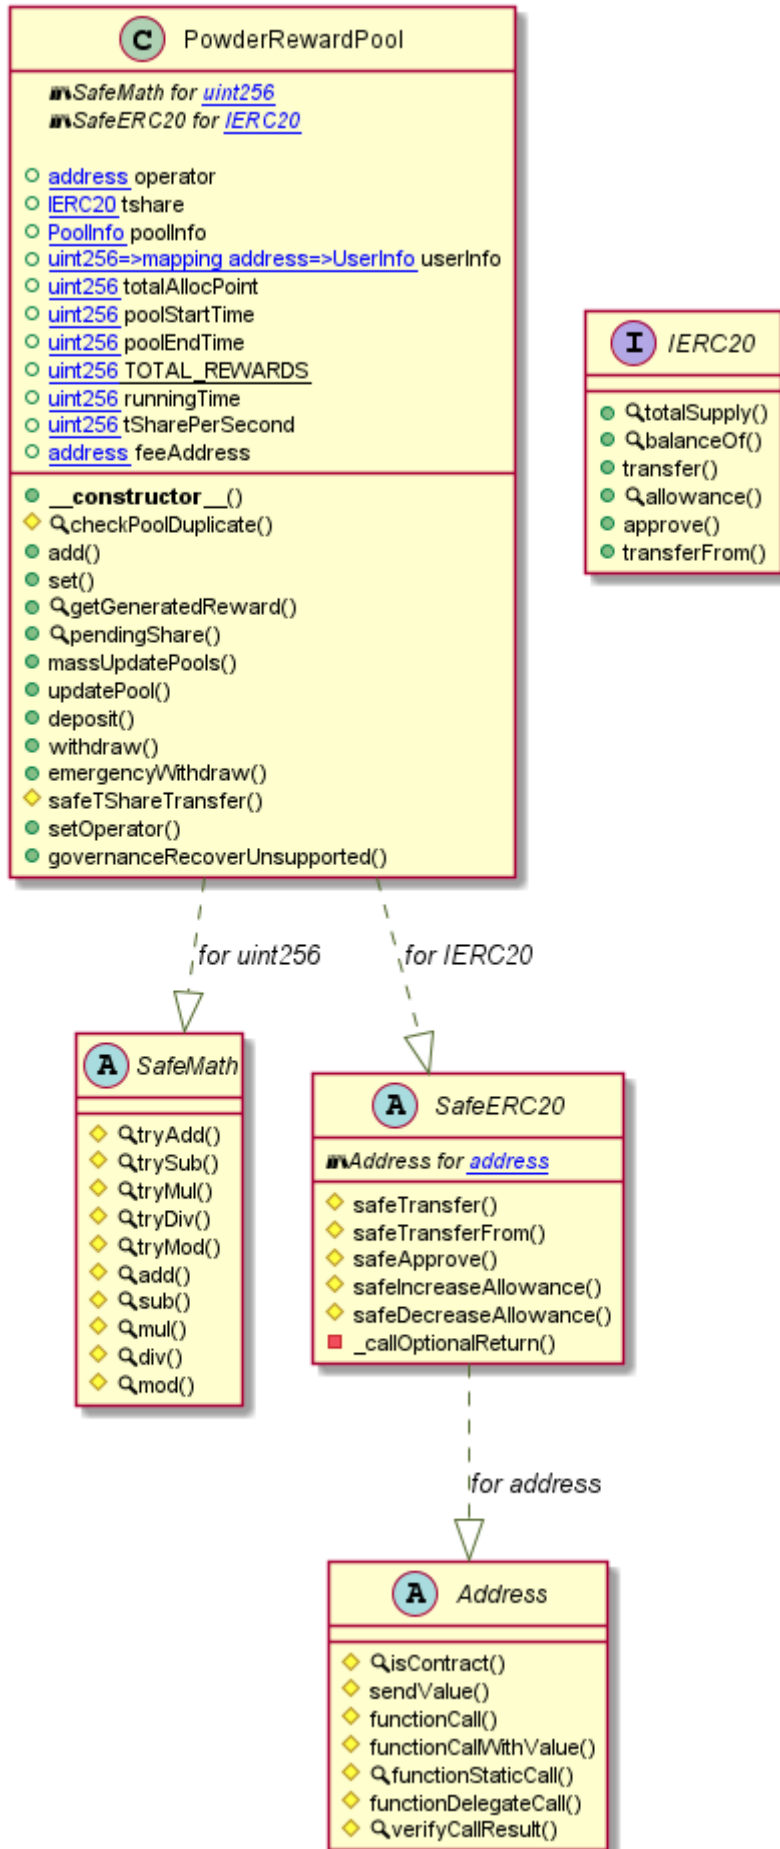 C PowderRewardPool
SafeMath for uint256
SafeERC20 for IERC20
address operator
IERC20 tshare
PoolInfo poolInfo
uint256=>mapping address=>UserInfo userInfo
uint256 totalAllocPoint
uint256 poolStartTime
uint256 poolEndTime
uint256 TOTAL_REWARDS
uint256 runningTime
uint256 tSharePerSecond
address feeAddress
__constructor__()
checkPoolDuplicate()
add()
set()
getGeneratedReward()
pendingShare()
massUpdatePools()
updatePool()
deposit()
withdraw()
emergencyWithdraw()
safeTShareTransfer()
setOperator()
governanceRecoverUnsupported()
I IERC20
totalSupply()
balanceOf()
transfer()
allowance()
approve()
transferFrom()
for uint256
for IERC20
A SafeMath
tryAdd()
trySub()
tryMul()
tryDiv()
tryMod()
add()
sub()
mul()
div()
mod()
A SafeERC20
Address for address
safeTransfer()
safeTransferFrom()
safeApprove()
safeIncreaseAllowance()
safeDecreaseAllowance()
_callOptionalReturn()
for address
A Address
isContract()
sendValue()
functionCall()
functionCallWithValue()
functionStaticCall()
functionDelegateCall()
verifyCallResult()